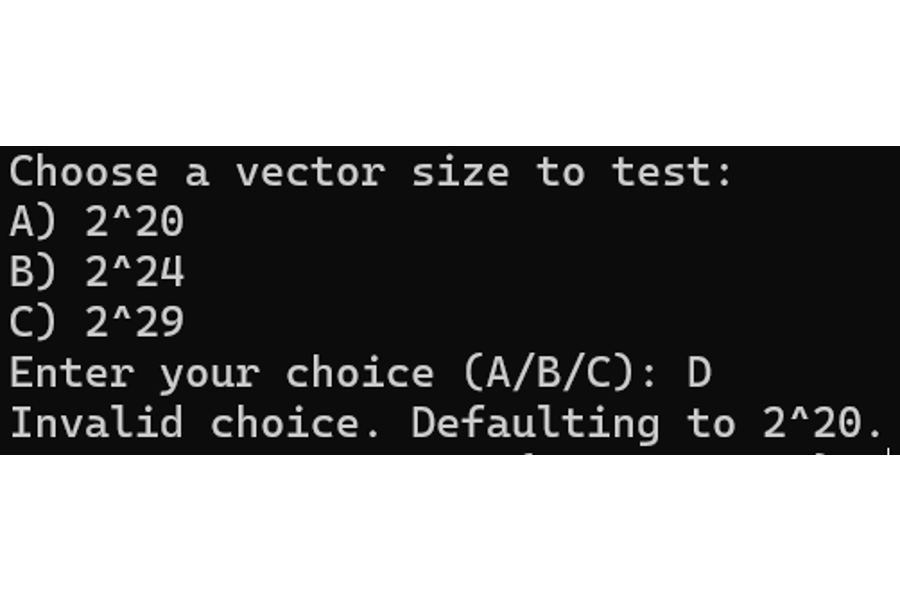 Choose a vector size to test:
A) 2^20
B) 2^24
C) 2^29
Enter your choice (A/B/C): D
Invalid choice. Defaulting to 2^20.